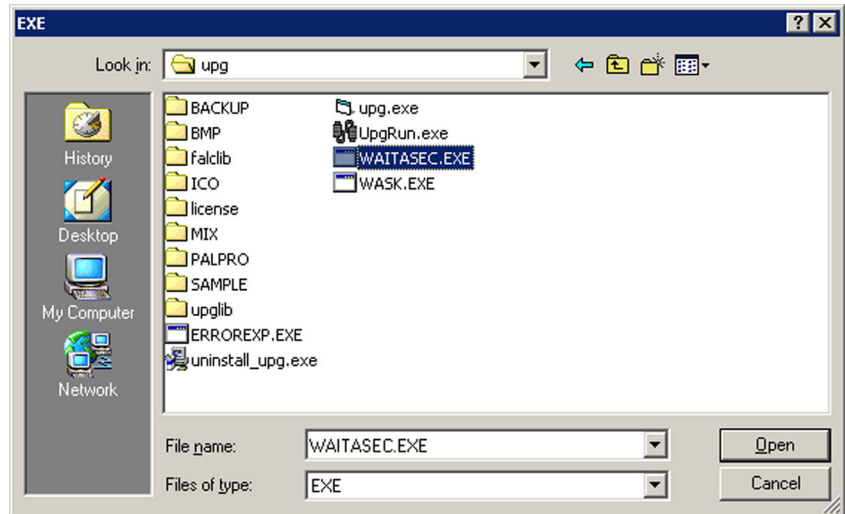 EXE
Look in: upg
History
Desktop
My Computer
Network
BACKUP
BMP
falclib
ICO
license
MIX
PALPRO
SAMPLE
upglib
ERROREXP.EXE
uninstall_upg.exe
upg.exe
UpgRun.exe
WAITASEC.EXE
WASK.EXE
File name: WAITASEC.EXE Open
Files of type: EXE Cancel